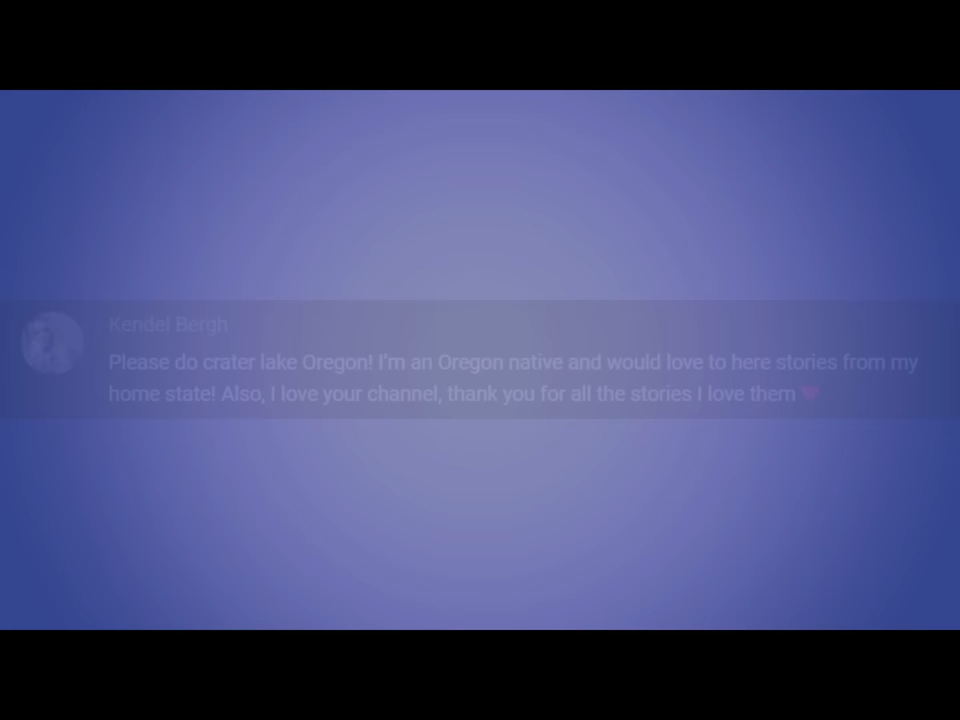 Kendel Bergh
Please do crater lake Oregon! I'm an Oregon native and would love to here stories from my
home state! Also, I love your channel, thank you for all the stories I love them ❤